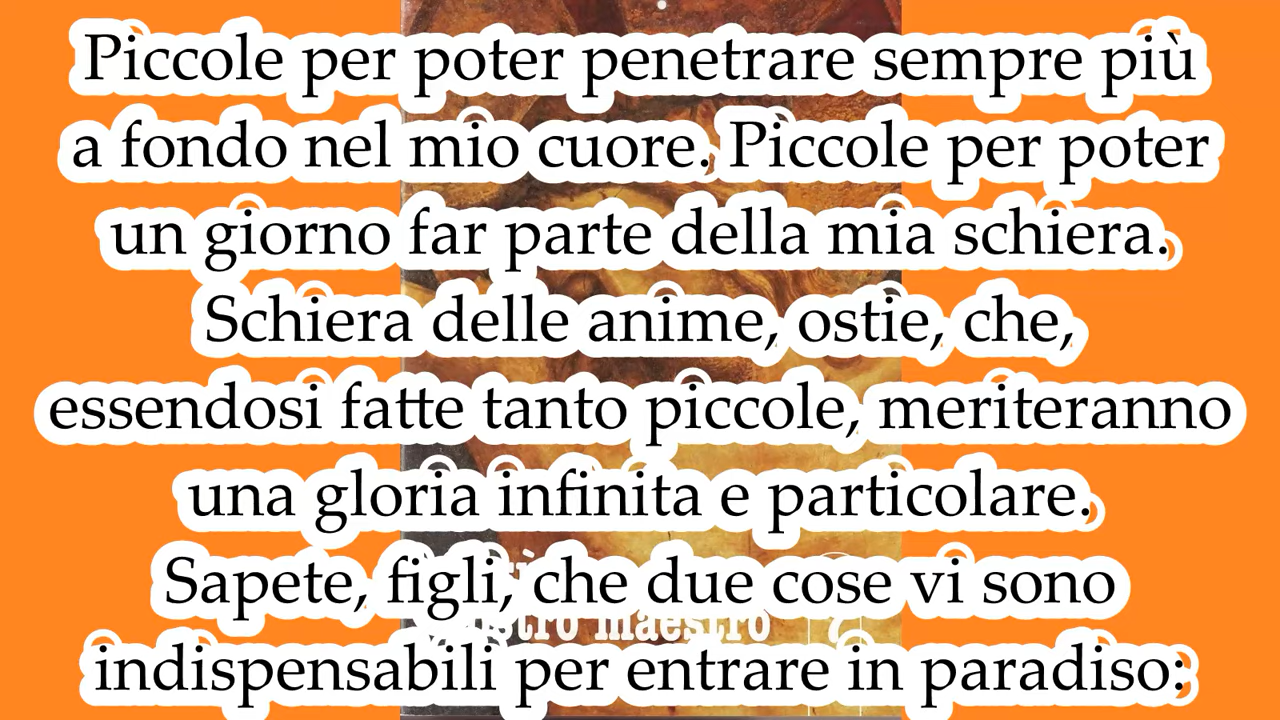 Piccole per poter penetrare sempre più
a fondo nel mio cuore. Piccole per poter
un giorno far parte della mia schiera.
Schiera delle anime, ostie, che,
essendosi fatte tanto piccole, meriteranno
una gloria infinita e particolare.
Sapete, figli, che due cose vi sono
maestro
indispensabili per entrare in paradiso: